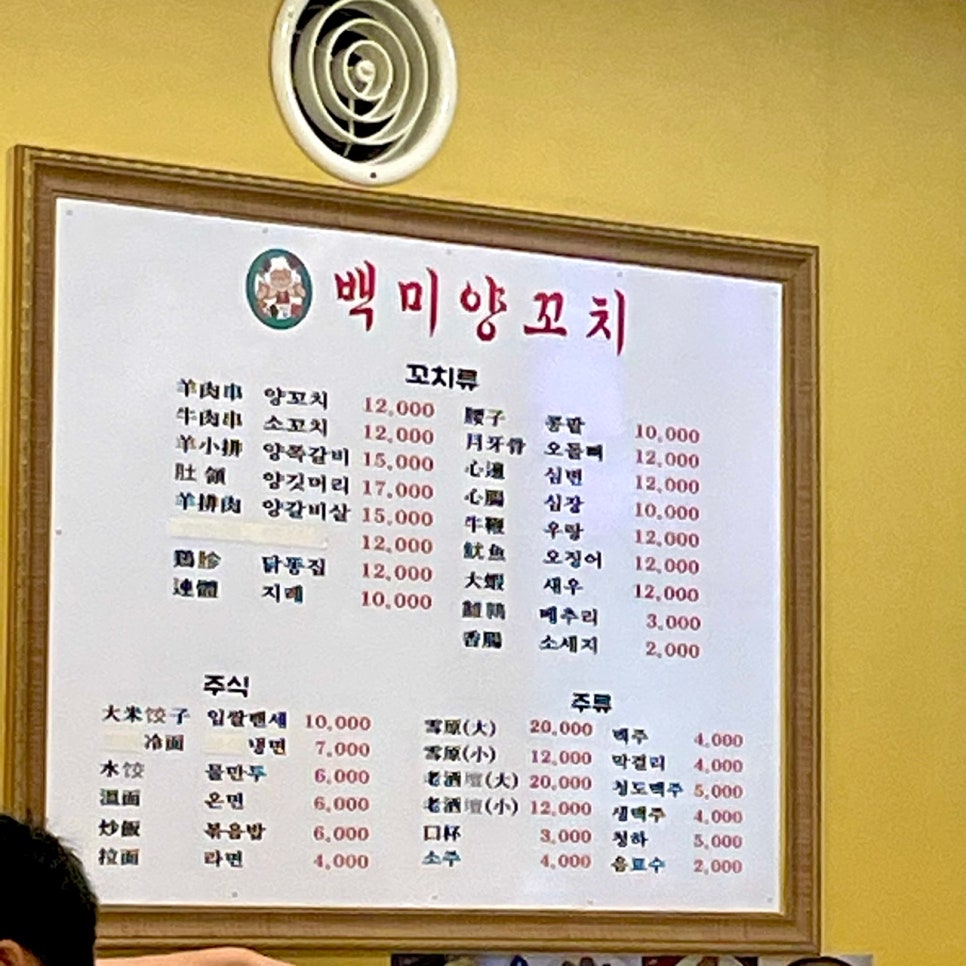 백미양꼬치
꼬치류
羊肉串 양꼬치 12,000
牛肉串 소꼬치 12,000
羊小排 양쪽갈비 15,000
肚領 양깃머리 17,000
羊排肉 양갈비살 15,000
12,000
鷄胗 닭똥집 12,000
連體 지레 10,000
腰子 콩팥 10,000
月牙骨 오돌뼈 12,000
心邊 심변 12,000
心腸 심장 10,000
牛鞭 우랑 12,000
魷魚 오징어 12,000
大蝦 새우 12,000
鵪鶉 메추리 3,000
香腸 소세지 2,000
주식
大米饺子 입쌀밴세 10,000
冷面 냉면 7,000
水饺 물만두 6,000
溫面 온면 6,000
炒飯 볶음밥 6,000
拉面 라면 4,000
주류
雪原(大) 20,000
雪原(小) 12,000
老酒壇(大) 20,000
老酒壇(小) 12,000
口杯 3,000
소주 4,000
맥주 4,000
막걸리 4,000
청도맥주 5,000
생맥주 4,000
청하 5,000
음료수 2,000